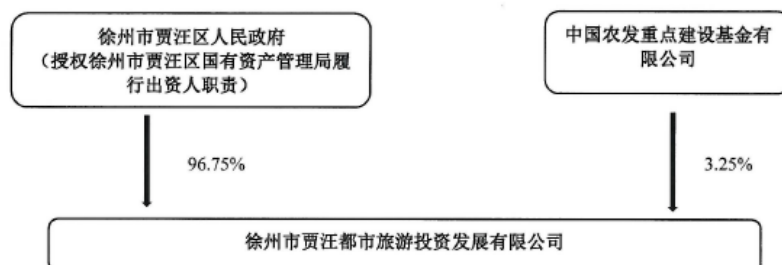 徐州市贾汪区人民政府
（授权徐州市贾汪区国有资产管理局履
行出资人职责）
中国农发重点建设基金有
限公司
96.75%
3.25%
徐州市贾汪都市旅游投资发展有限公司